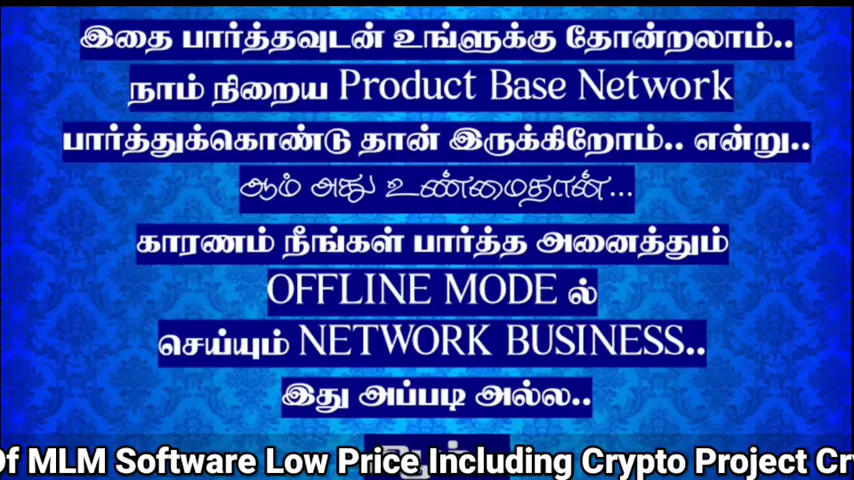 இதை பார்த்தவுடன் உங்ளுக்கு தோன்றலாம்..
நாம் நிறைய Product Base Network
பார்த்துக்கொண்டு தான் இருக்கிறோம்.. என்று..
ஆம் அது உண்மைதான்...
காரணம் நீங்கள் பார்த்த அனைத்தும்
OFFLINE MODE ல்
செய்யும் NETWORK BUSINESS..
இது அப்படி அல்ல..
Of MLM Software Low Price Including Crypto Project